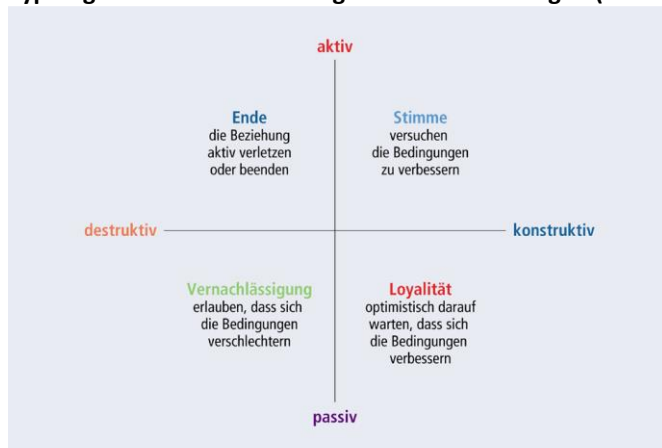 aktiv
Ende
die Beziehung
aktiv verletzen
oder beenden
Stimme
versuchen
die Bedingungen
zu verbessern
destruktiv
konstruktiv
Vernachlässigung
erlauben, dass sich
die Bedingungen
verschlechtern
Loyalität
optimistisch darauf
warten, dass sich
die Bedingungen
verbessern
passiv